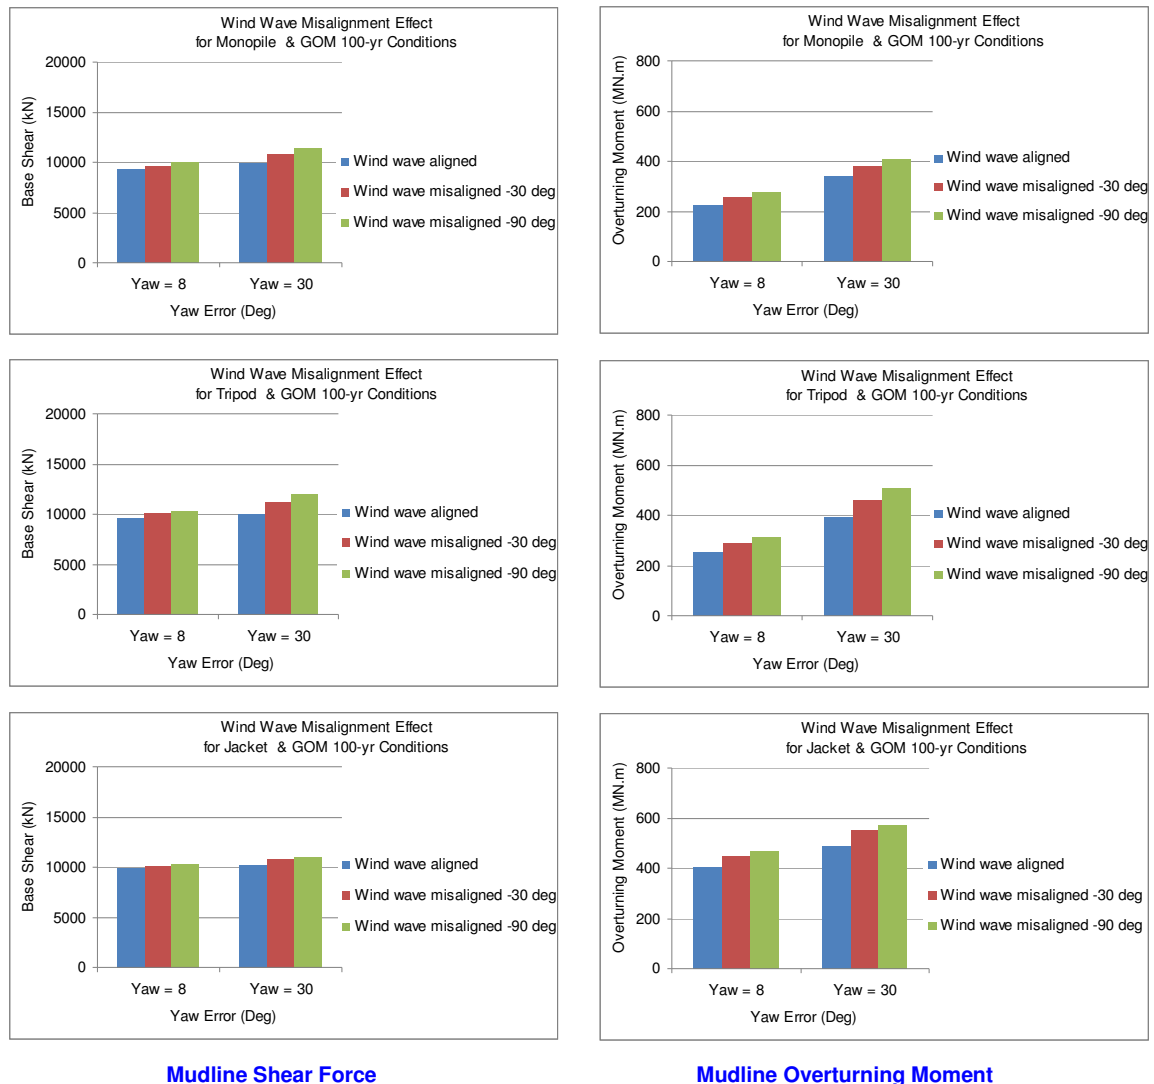 Wind Wave Misalignment Effect
for Monopile & GOM 100-yr Conditions
20000
15000
10000
5000
0
Base Shear (kN)
Yaw = 8
Yaw = 30
Yaw Error (Deg)
Wind wave aligned
Wind wave misaligned -30 deg
Wind wave misaligned -90 deg
Wind Wave Misalignment Effect
for Monopile & GOM 100-yr Conditions
800
600
400
200
0
Overturning Moment (MN.m)
Yaw = 8
Yaw = 30
Yaw Error (Deg)
Wind wave aligned
Wind wave misaligned -30 deg
Wind wave misaligned -90 deg
Wind Wave Misalignment Effect
for Tripod & GOM 100-yr Conditions
20000
15000
10000
5000
0
Base Shear (kN)
Yaw = 8
Yaw = 30
Yaw Error (Deg)
Wind wave aligned
Wind wave misaligned -30 deg
Wind wave misaligned -90 deg
Wind Wave Misalignment Effect
for Tripod & GOM 100-yr Conditions
800
600
400
200
0
Overturning Moment (MN.m)
Yaw = 8
Yaw = 30
Yaw Error (Deg)
Wind wave aligned
Wind wave misaligned -30 deg
Wind wave misaligned -90 deg
Wind Wave Misalignment Effect
for Jacket & GOM 100-yr Conditions
20000
15000
10000
5000
0
Base Shear (kN)
Yaw = 8
Yaw = 30
Yaw Error (Deg)
Wind wave aligned
Wind wave misaligned -30 deg
Wind wave misaligned -90 deg
Wind Wave Misalignment Effect
for Jacket & GOM 100-yr Conditions
800
600
400
200
0
Overturning Moment (MN.m)
Yaw = 8
Yaw = 30
Yaw Error (Deg)
Wind wave aligned
Wind wave misaligned -30 deg
Wind wave misaligned -90 deg
Mudline Shear Force
Mudline Overturning Moment